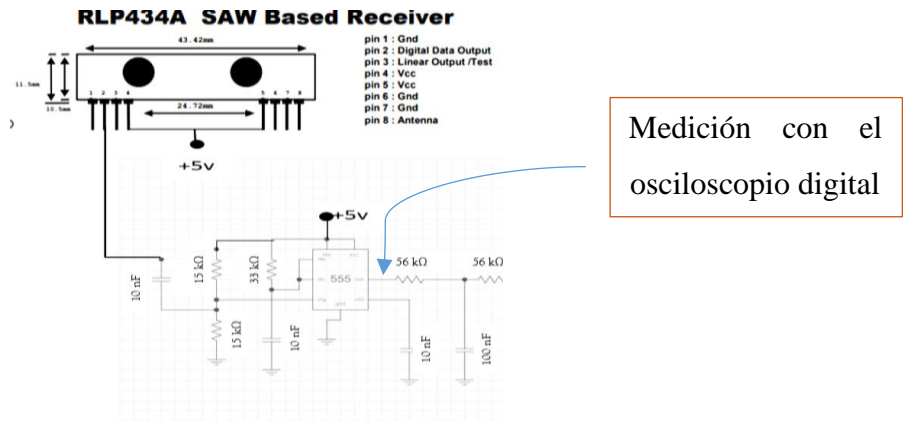 RLP434A SAW Based Receiver
43.42mm
11.5mm
10.5mm
1 2 3 4
5 6 7 8
24.72mm
pin 1 : Gnd
pin 2 : Digital Data Output
pin 3 : Linear Output /Test
pin 4 : Vcc
pin 5 : Vcc
pin 6 : Gnd
pin 7 : Gnd
pin 8 : Antenna
+5v
Medición con el
osciloscopio digital
+5v
10 nF
15 kΩ
33 kΩ
555
56 kΩ
56 kΩ
15 kΩ
10 nF
10 nF
100 nF